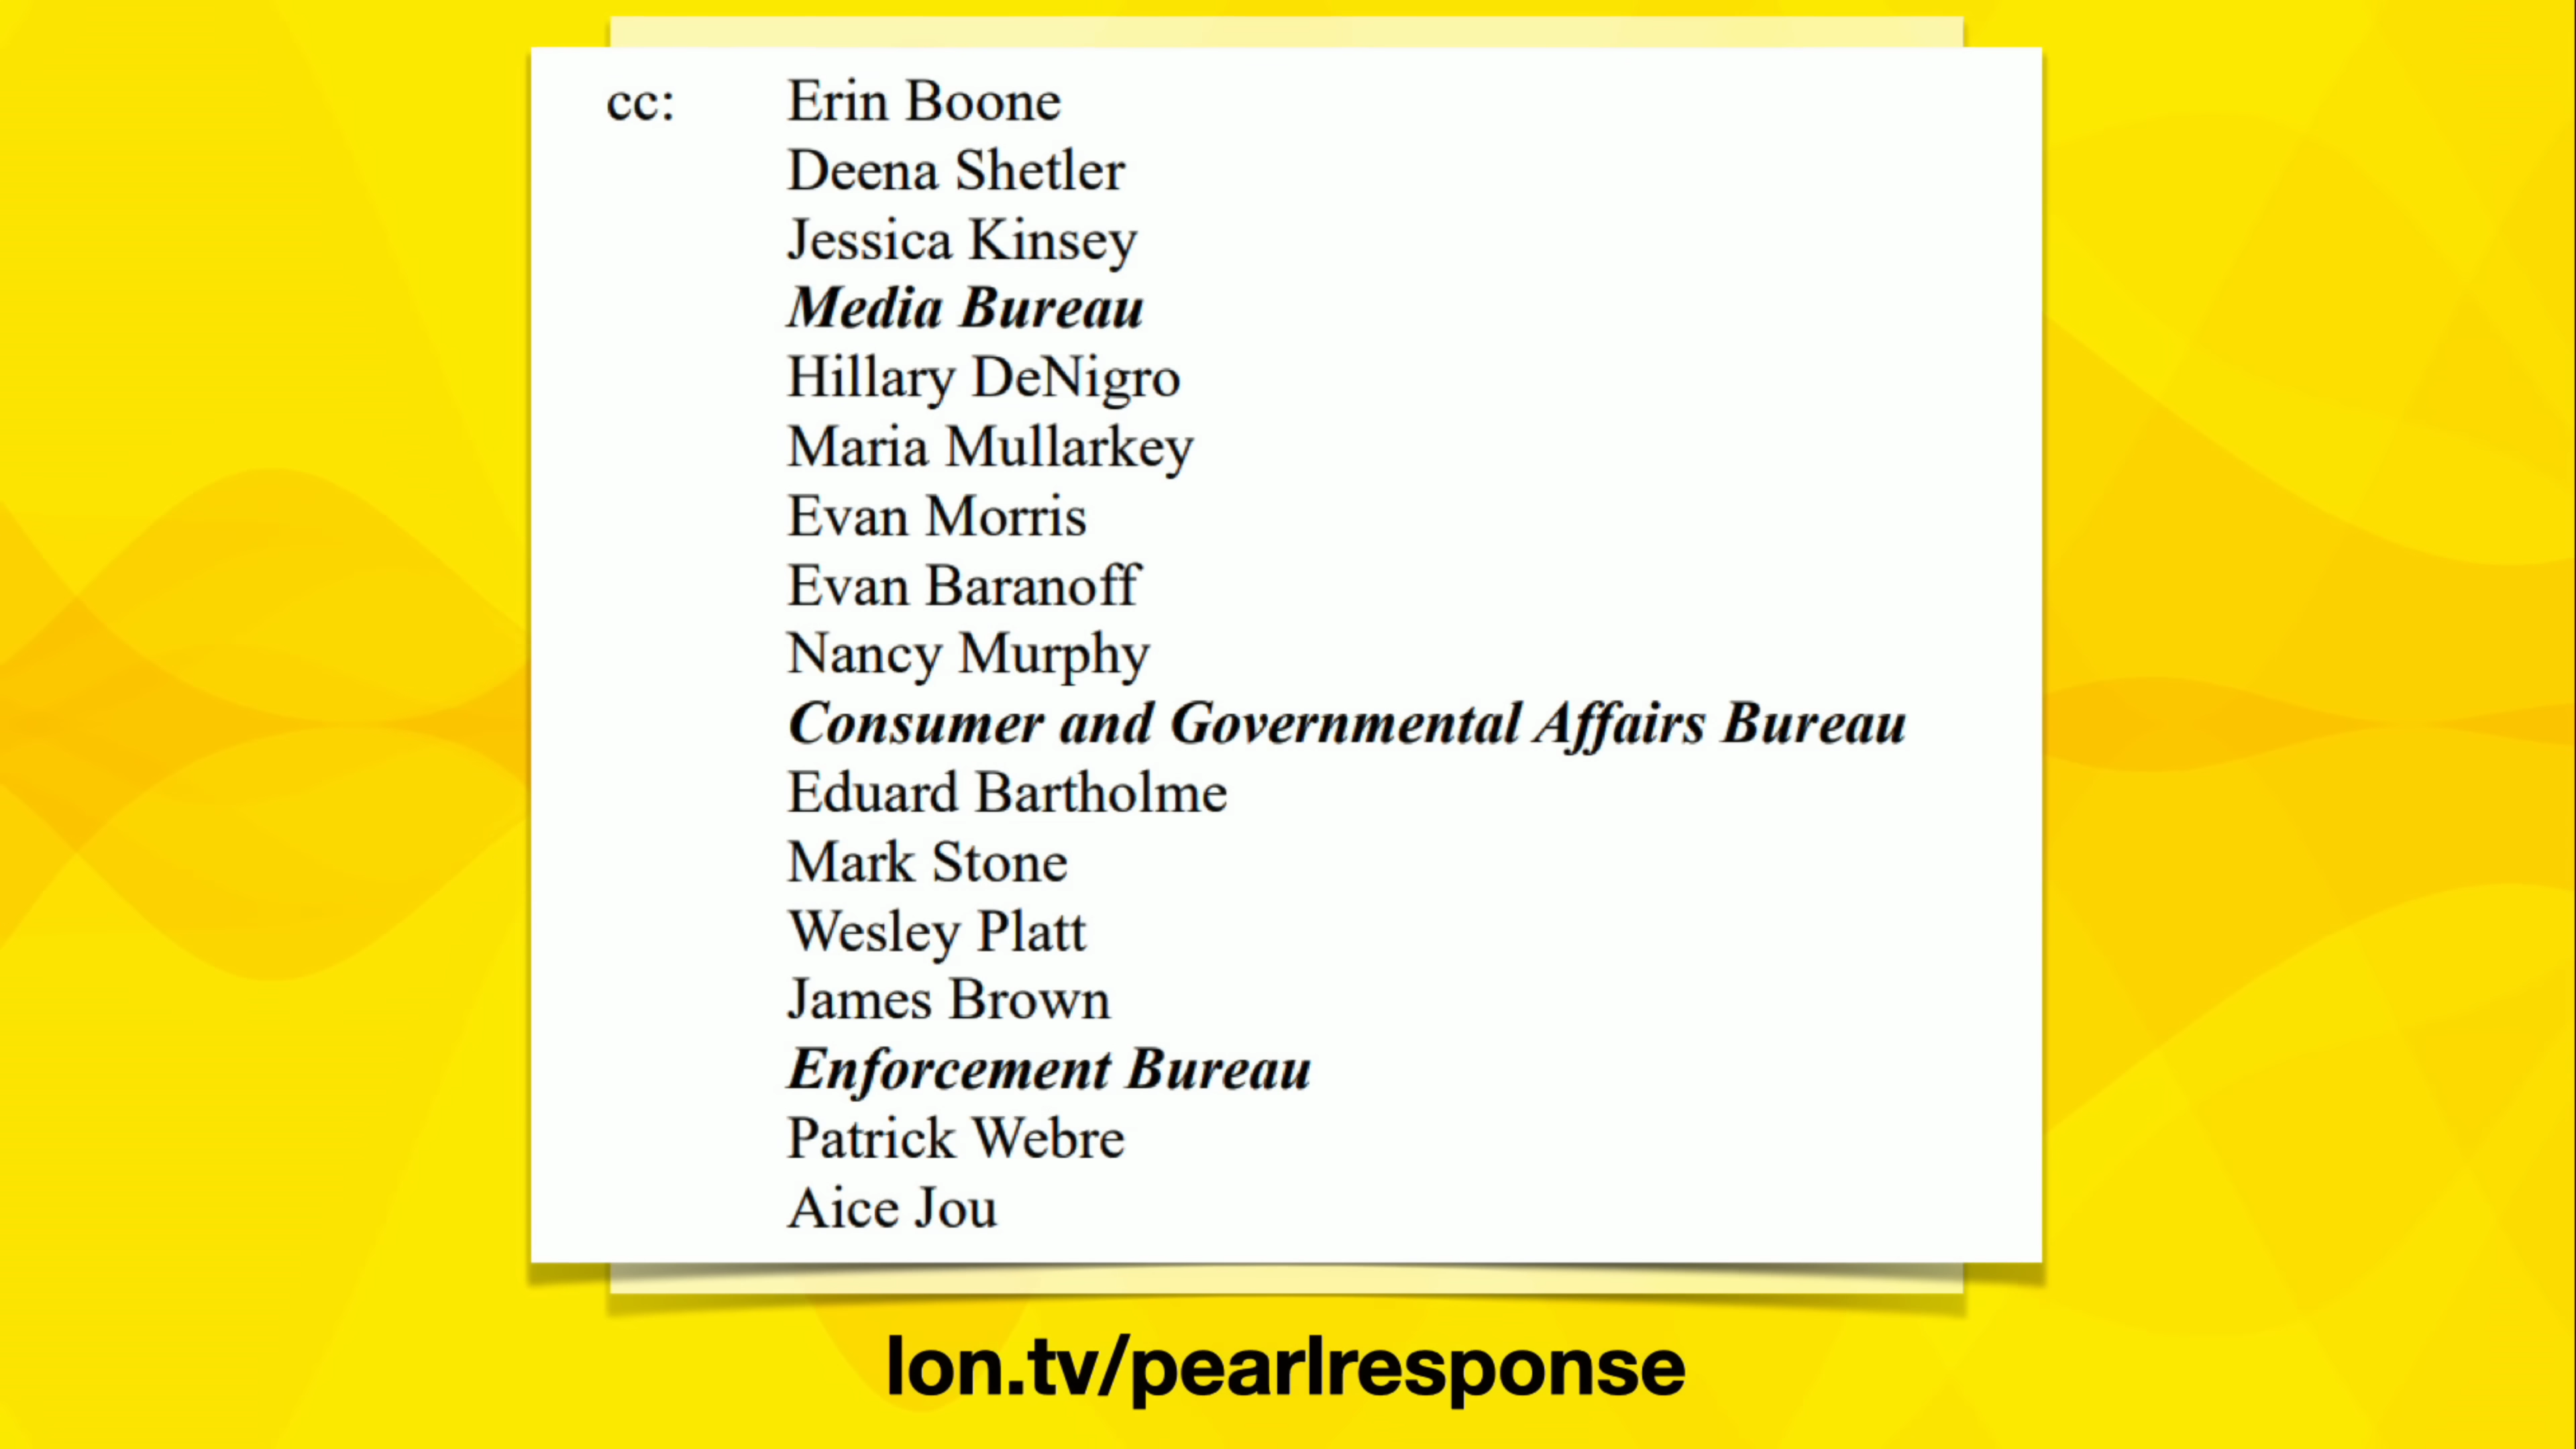 cc: Erin Boone
Deena Shetler
Jessica Kinsey
Media Bureau
Hillary DeNigro
Maria Mullarkey
Evan Morris
Evan Baranoff
Nancy Murphy
Consumer and Governmental Affairs Bureau
Eduard Bartholme
Mark Stone
Wesley Platt
James Brown
Enforcement Bureau
Patrick Webre
Aice Jou
lon.tv/pearlresponse